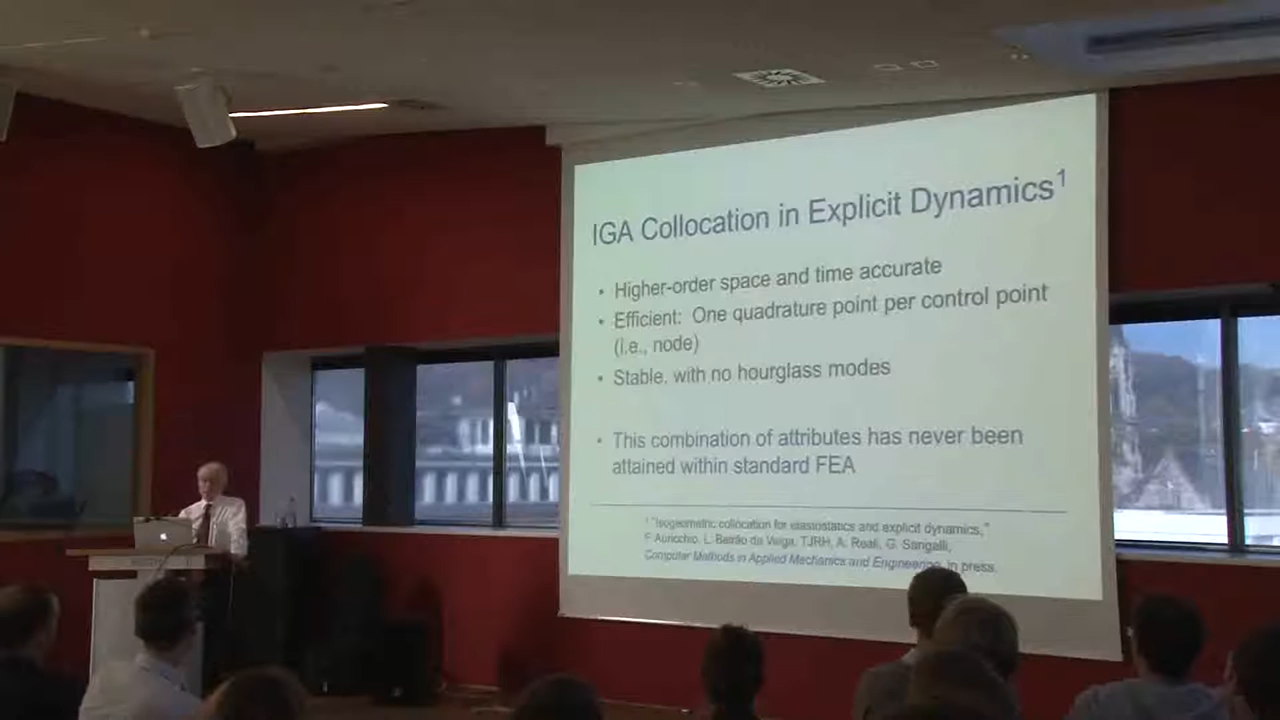 IGA Collocation in Explicit Dynamics1
• Higher-order space and time accurate
• Efficient: One quadrature point per control point
(i.e., node)
• Stable, with no hourglass modes
• This combination of attributes has never been
attained within standard FEA
1 "Isogeometric collocation for elastostatics and explicit dynamics,"
F. Auricchio, L. Beirão da Veiga, TJRH, A. Reali, G. Sangalli,
Computer Methods in Applied Mechanics and Engineering, in press.